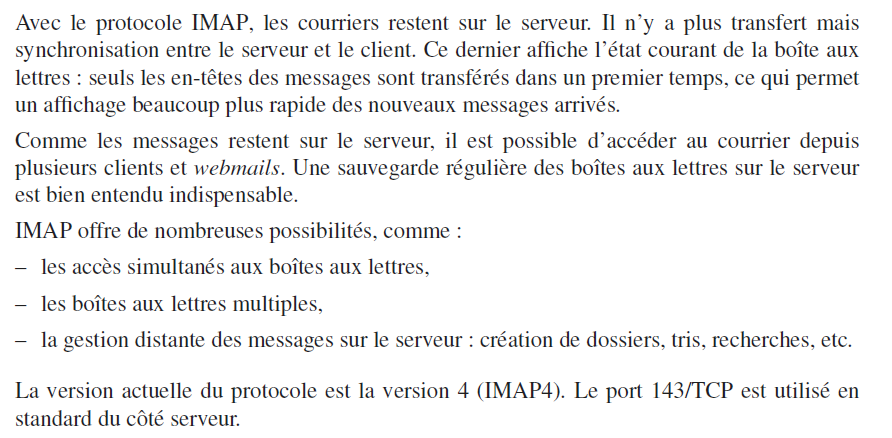 Avec le protocole IMAP, les courriers restent sur le serveur. Il n’y a plus transfert mais
synchronisation entre le serveur et le client. Ce dernier affiche l’état courant de la boîte aux
lettres : seuls les en-têtes des messages sont transférés dans un premier temps, ce qui permet
un affichage beaucoup plus rapide des nouveaux messages arrivés.
Comme les messages restent sur le serveur, il est possible d’accéder au courrier depuis
plusieurs clients et webmails. Une sauvegarde régulière des boîtes aux lettres sur le serveur
est bien entendu indispensable.
IMAP offre de nombreuses possibilités, comme :
– les accès simultanés aux boîtes aux lettres,
– les boîtes aux lettres multiples,
– la gestion distante des messages sur le serveur : création de dossiers, tris, recherches, etc.
La version actuelle du protocole est la version 4 (IMAP4). Le port 143/TCP est utilisé en
standard du côté serveur.